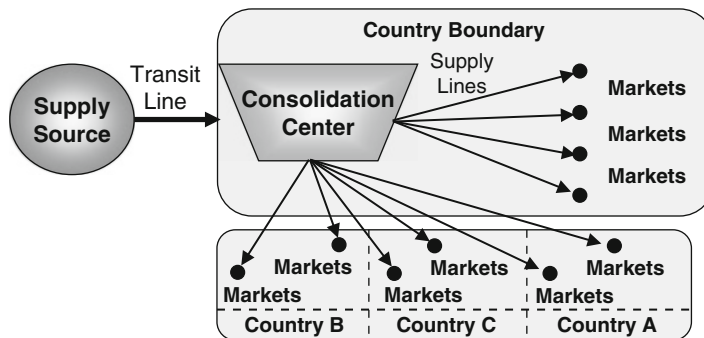 Country Boundary
Transit
Line
Supply
Lines
Supply
Source
Consolidation
Center
Markets
Markets
Markets
Markets
Markets
Markets
Markets
Markets
Markets
Country B
Country C
Country A